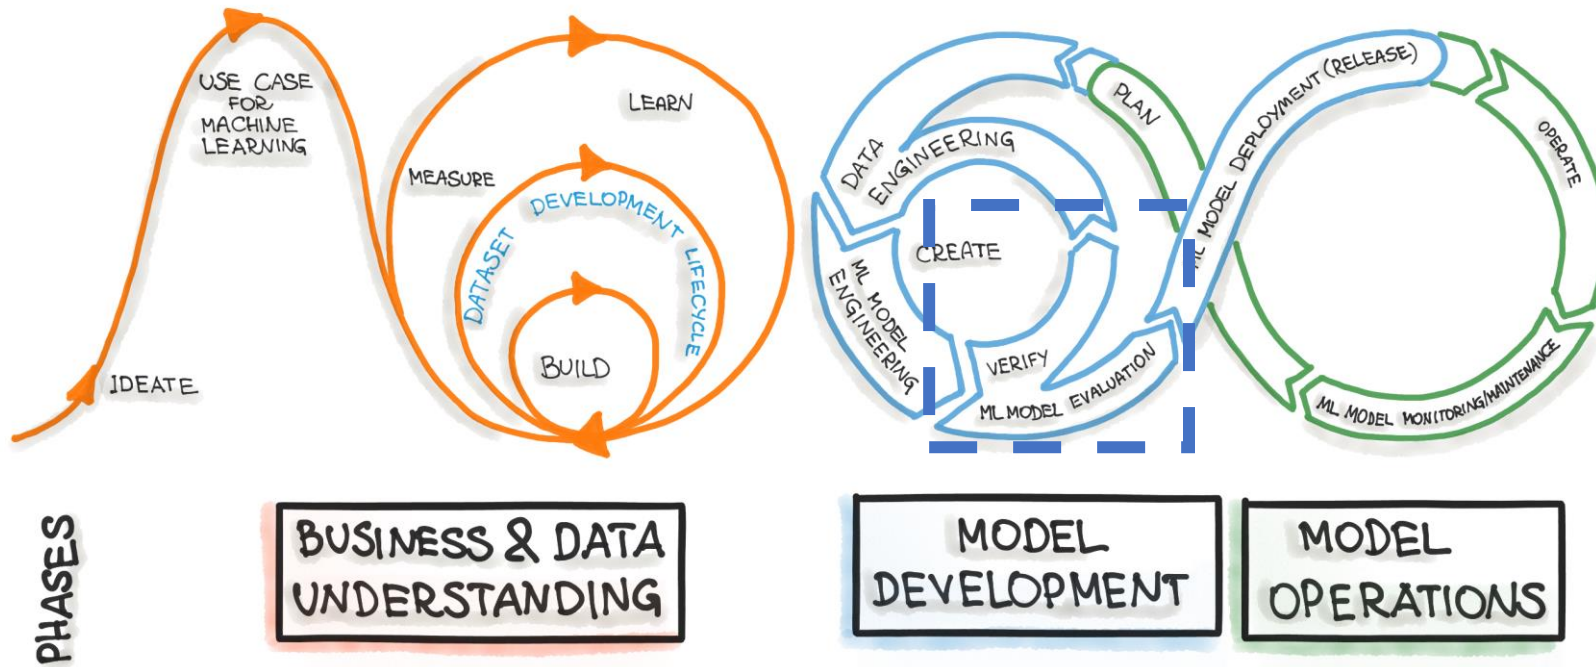 USE CASE
FOR
MACHINE
LEARNING
IDEATE
MEASURE
LEARN
DATASET DEVELOPMENT LIFECYCLE
BUILD
DATA
ENGINEERING
PLAN
CREATE
ML MODEL
ENGINEERING
VERIFY
ML MODEL EVALUATION
ML MODEL DEPLOYMENT (RELEASE)
OPERATE
ML MODEL MONITORING/MAINTENANCE
PHASES
BUSINESS & DATA
UNDERSTANDING
MODEL
DEVELOPMENT
MODEL
OPERATIONS